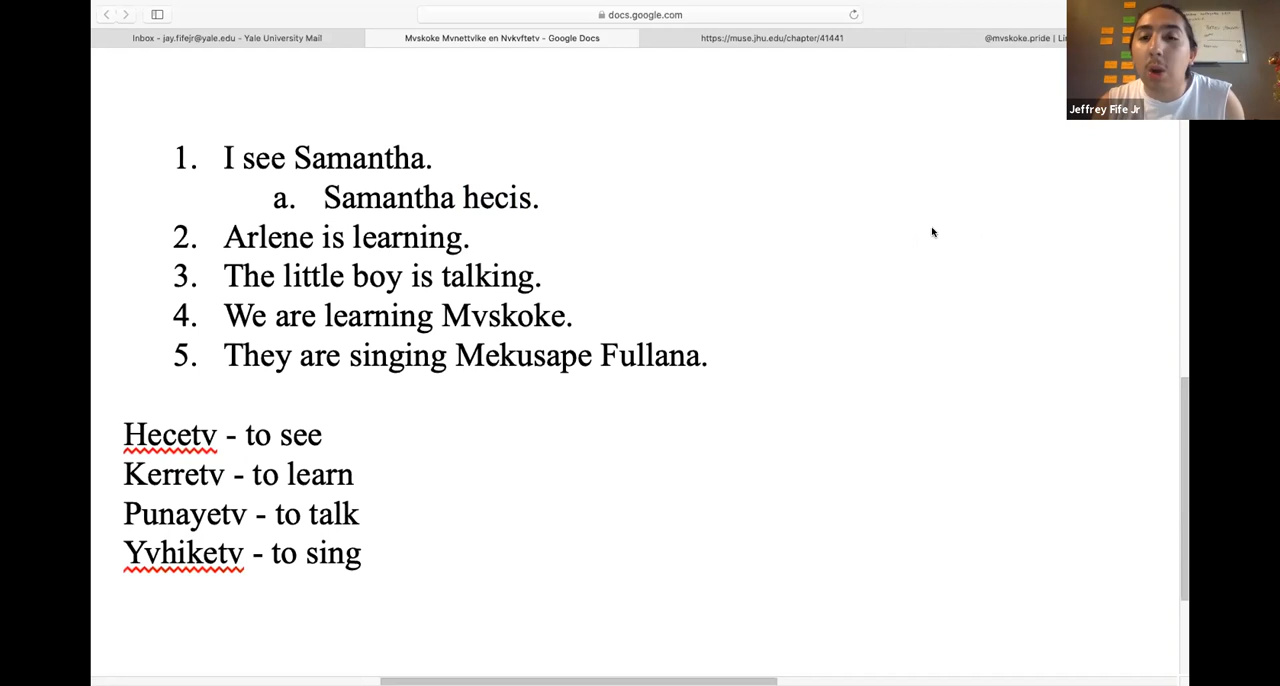 docs.google.com
Inbox - jay.fifejr@yale.edu - Yale University Mail
Mvskoke Mvnettvlke en Nvkvftetv - Google Docs
https://muse.jhu.edu/chapter/41441
@mvskoke.pride |
Jeffrey Fife Jr
1. I see Samantha.
a. Samantha hecis.
2. Arlene is learning.
3. The little boy is talking.
4. We are learning Mvskoke.
5. They are singing Mekusape Fullana.
Hecetv - to see
Kerretv - to learn
Punayetv - to talk
Yvhiketv - to sing